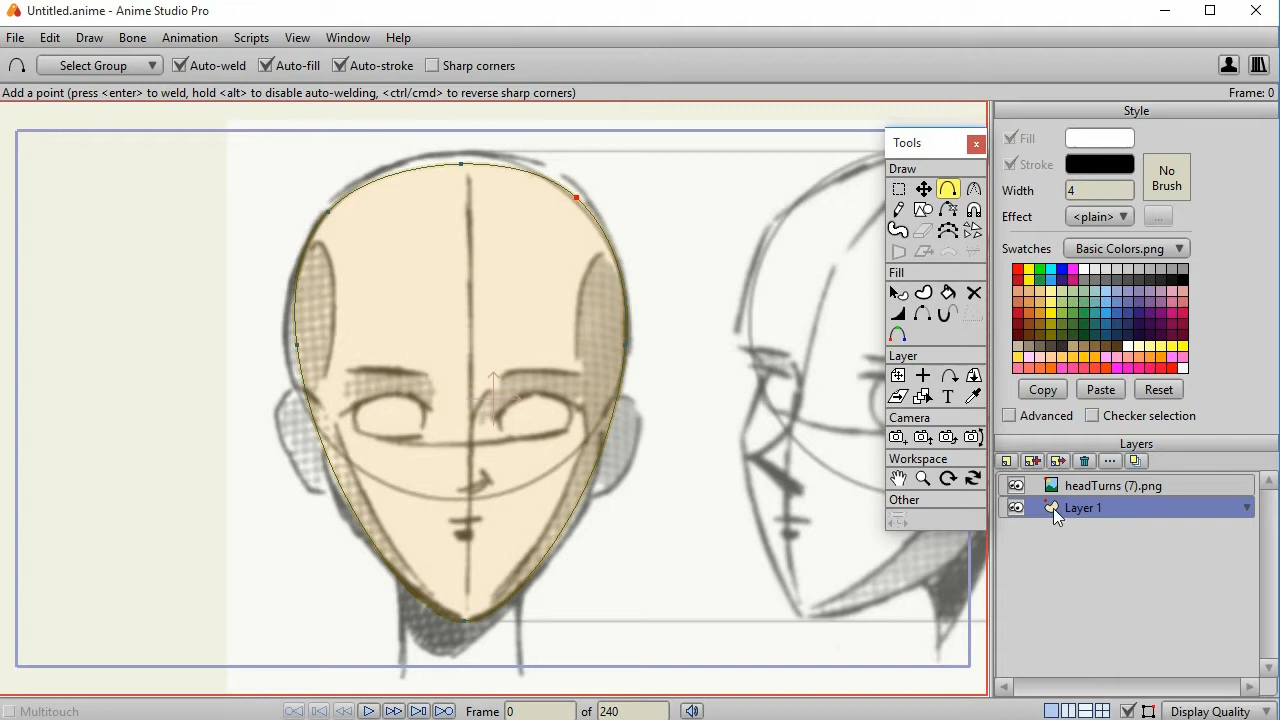 Untitled.anime - Anime Studio Pro
File Edit Draw Bone Animation Scripts View Window Help
Select Group Auto-weld Auto-fill Auto-stroke Sharp corners
Add a point (press <enter> to weld, hold <alt> to disable auto-welding, <ctrl/cmd> to reverse sharp corners) Frame: 0
Tools
Draw
Fill
Layer
T
Camera
Workspace
Other
Style
Fill
Stroke
No
Brush
Width 4
Effect <plain> ...
Swatches Basic Colors.png
Copy Paste Reset
Advanced Checker selection
Layers
headTurns (7).png
Layer 1
Multitouch Frame 0 of 240 Display Quality